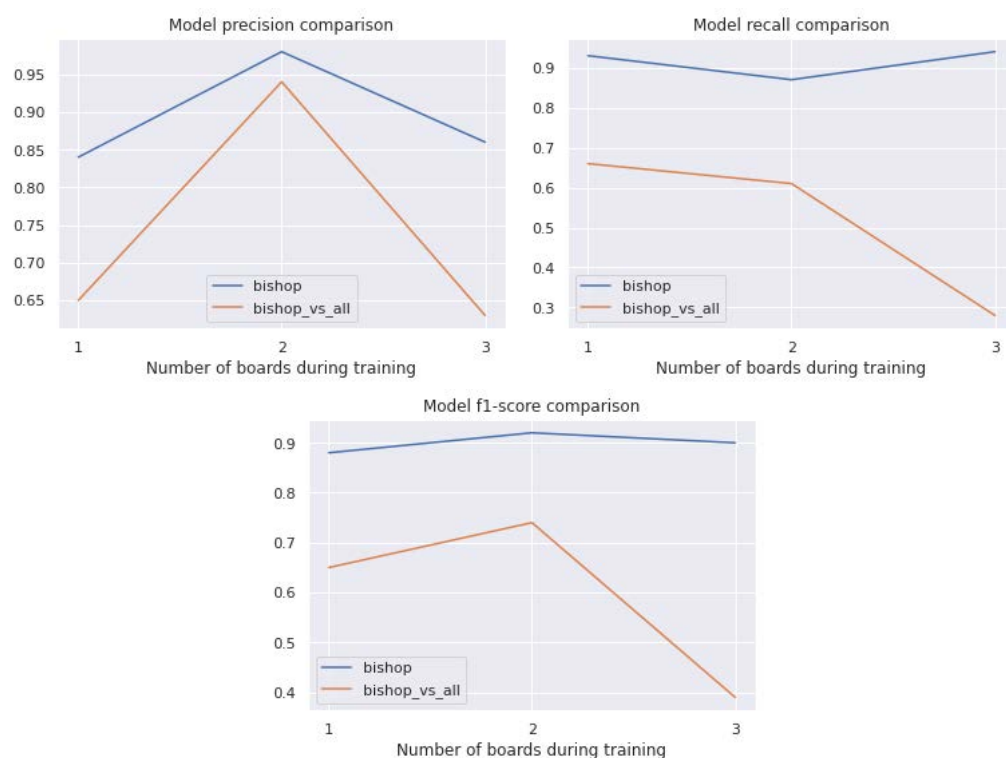 Model precision comparison
0.95
0.90
0.85
0.80
0.75
0.70
0.65
bishop
bishop_vs_all
1
2
3
Number of boards during training
Model recall comparison
0.9
0.8
0.7
0.6
0.5
0.4
0.3
bishop
bishop_vs_all
1
2
3
Number of boards during training
Model f1-score comparison
0.9
0.8
0.7
0.6
0.5
0.4
bishop
bishop_vs_all
1
2
3
Number of boards during training